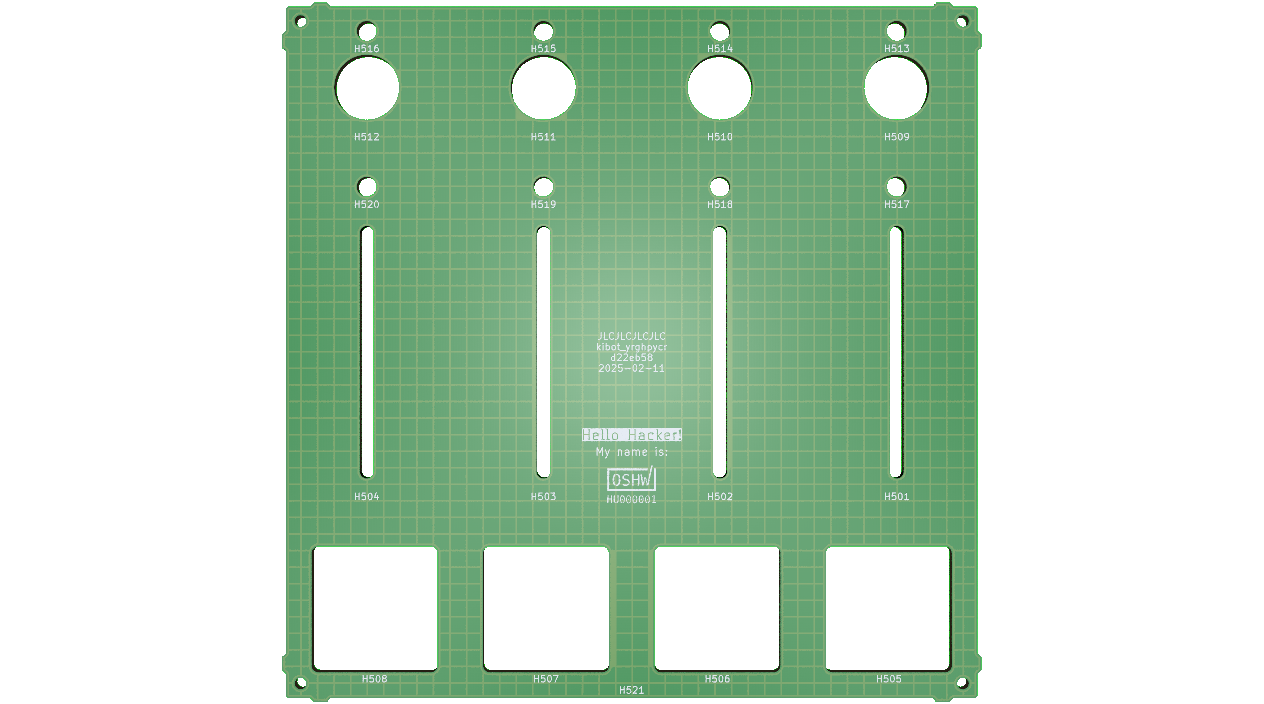 H516 H515 H514 H513
H512 H511 H510 H509
H520 H519 H518 H517
JLCJLCJLCJLC
kibot_yrghpycr
d22eb58
2025-02-11
Hello Hacker!
My name is:
OSHW
H504 H503 H0000001 H502 H501
H508 H507 H506 H505
H521